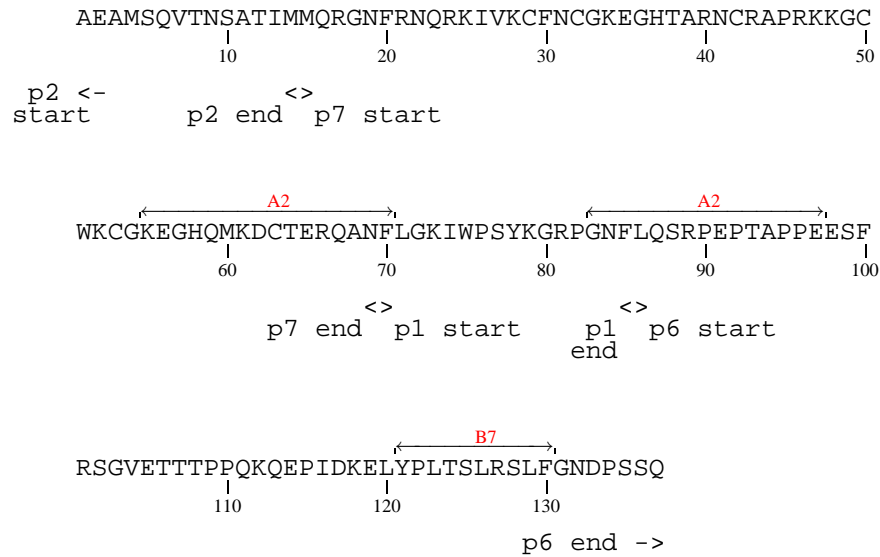 AEAMSQVTNSATIMMQRGNFRNQRKIVKCFNCGKEGHTARNCRAPRKKGC
10 20 30 40 50
p2 <- <>
start p2 end p7 start
A2 A2
WKCGKEGHQMKDCTERQANFLGKIWPSYKGRPGNFLQSRPEPTAPPEESF
60 70 80 90 100
<> <>
p7 end p1 start p1 p6 start
end
B7
RSGVETTTPPQKQEPIDKELYPLTSLRSLFGNDPSSQ
110 120 130
p6 end ->